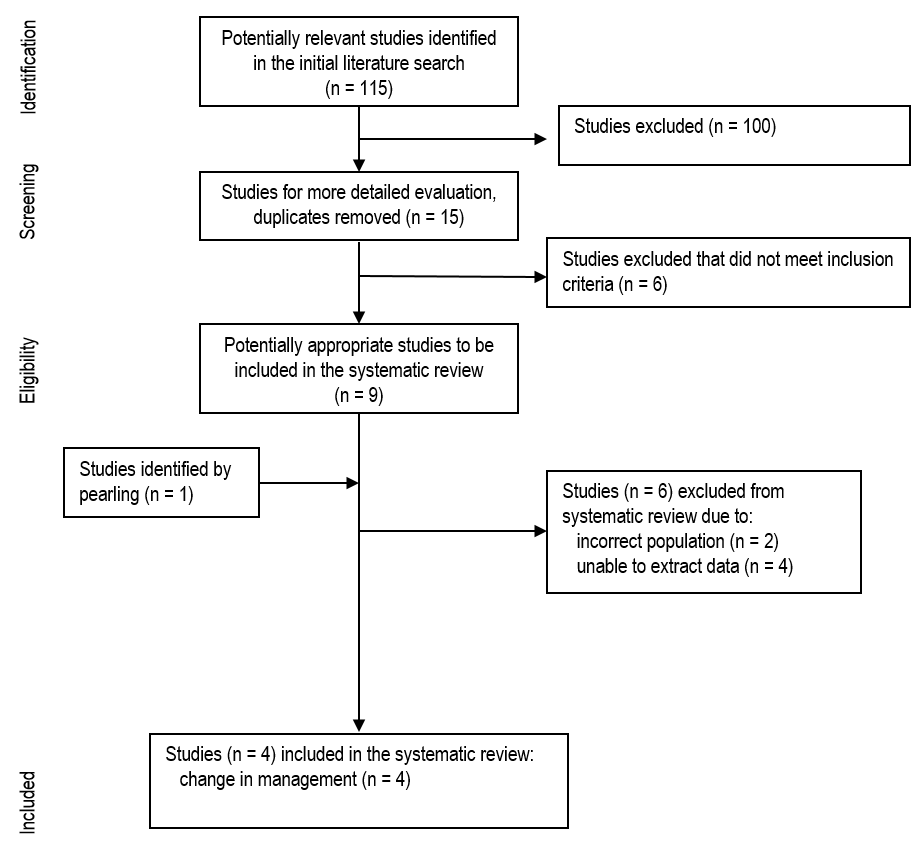 Identification
Potentially relevant studies identified
in the initial literature search
(n = 115)
Studies excluded (n = 100)
Screening
Studies for more detailed evaluation,
duplicates removed (n = 15)
Studies excluded that did not meet inclusion
criteria (n = 6)
Eligibility
Potentially appropriate studies to be
included in the systematic review
(n = 9)
Studies identified by
pearling (n = 1)
Studies (n = 6) excluded from
systematic review due to:
incorrect population (n = 2)
unable to extract data (n = 4)
Included
Studies (n = 4) included in the systematic review:
change in management (n = 4)